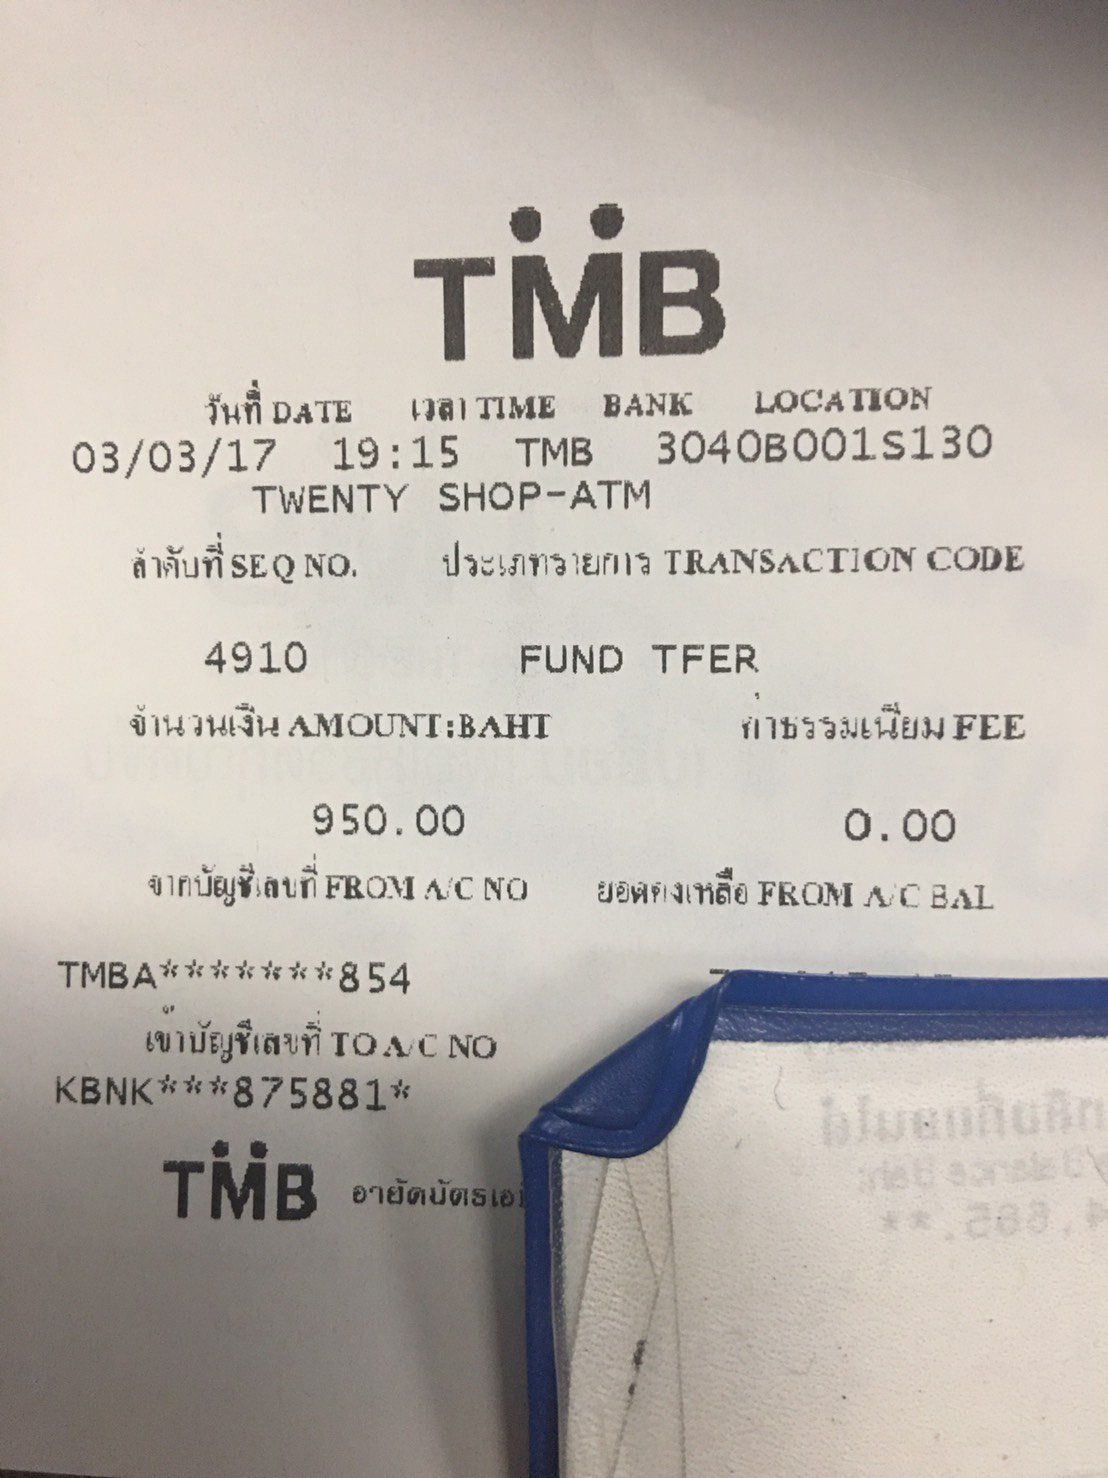 TMB
วันที่ DATE เวลา TIME BANK LOCATION
03/03/17 19:15 TMB 3040B001S130
TWENTY SHOP-ATM
ลำดับที่ SEQ NO. ประเภทรายการ TRANSACTION CODE
4910 FUND TFER
จำนวนเงิน AMOUNT:BAHT ค่าธรรมเนียม FEE
950.00 0.00
จากบัญชีเลขที่ FROM A/C NO ยอดคงเหลือ FROM A/C BAL
TMBA*******854
เข้าบัญชีเลขที่ TO A/C NO
KBNK***875881*
TMB อายัดบัตรเอ